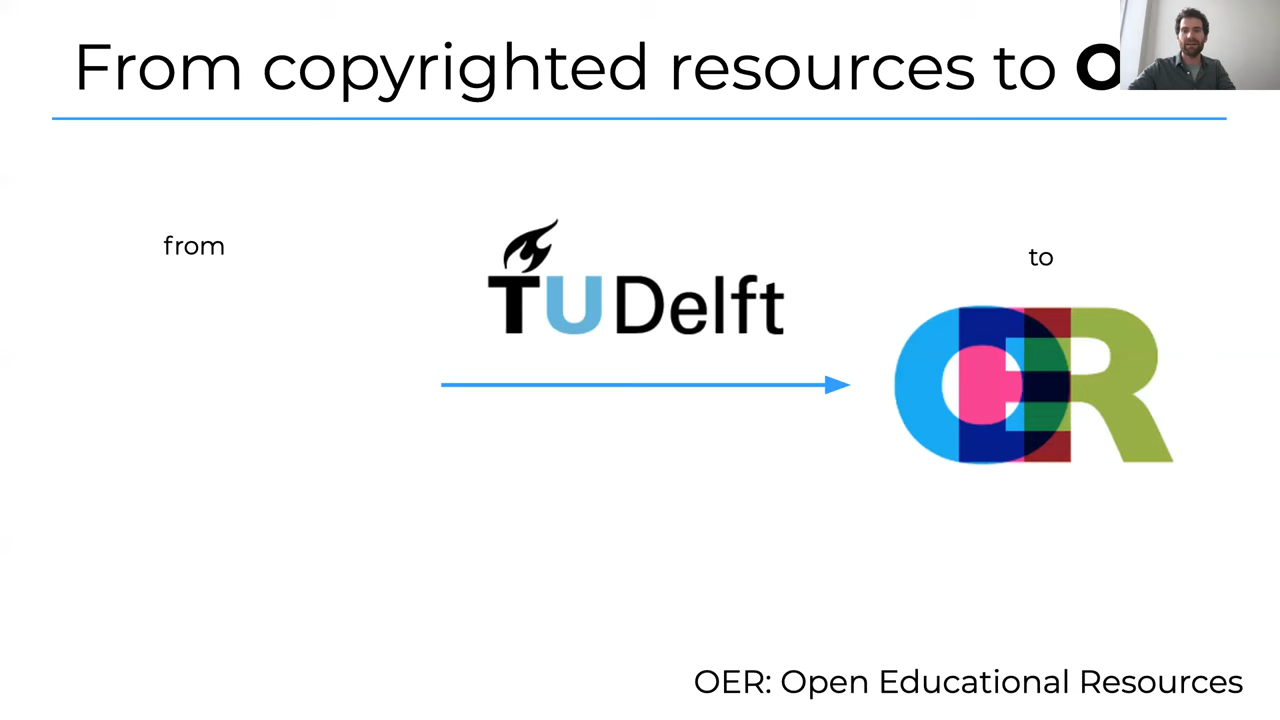 From copyrighted resources to
from
TU Delft
to
OER
OER: Open Educational Resources